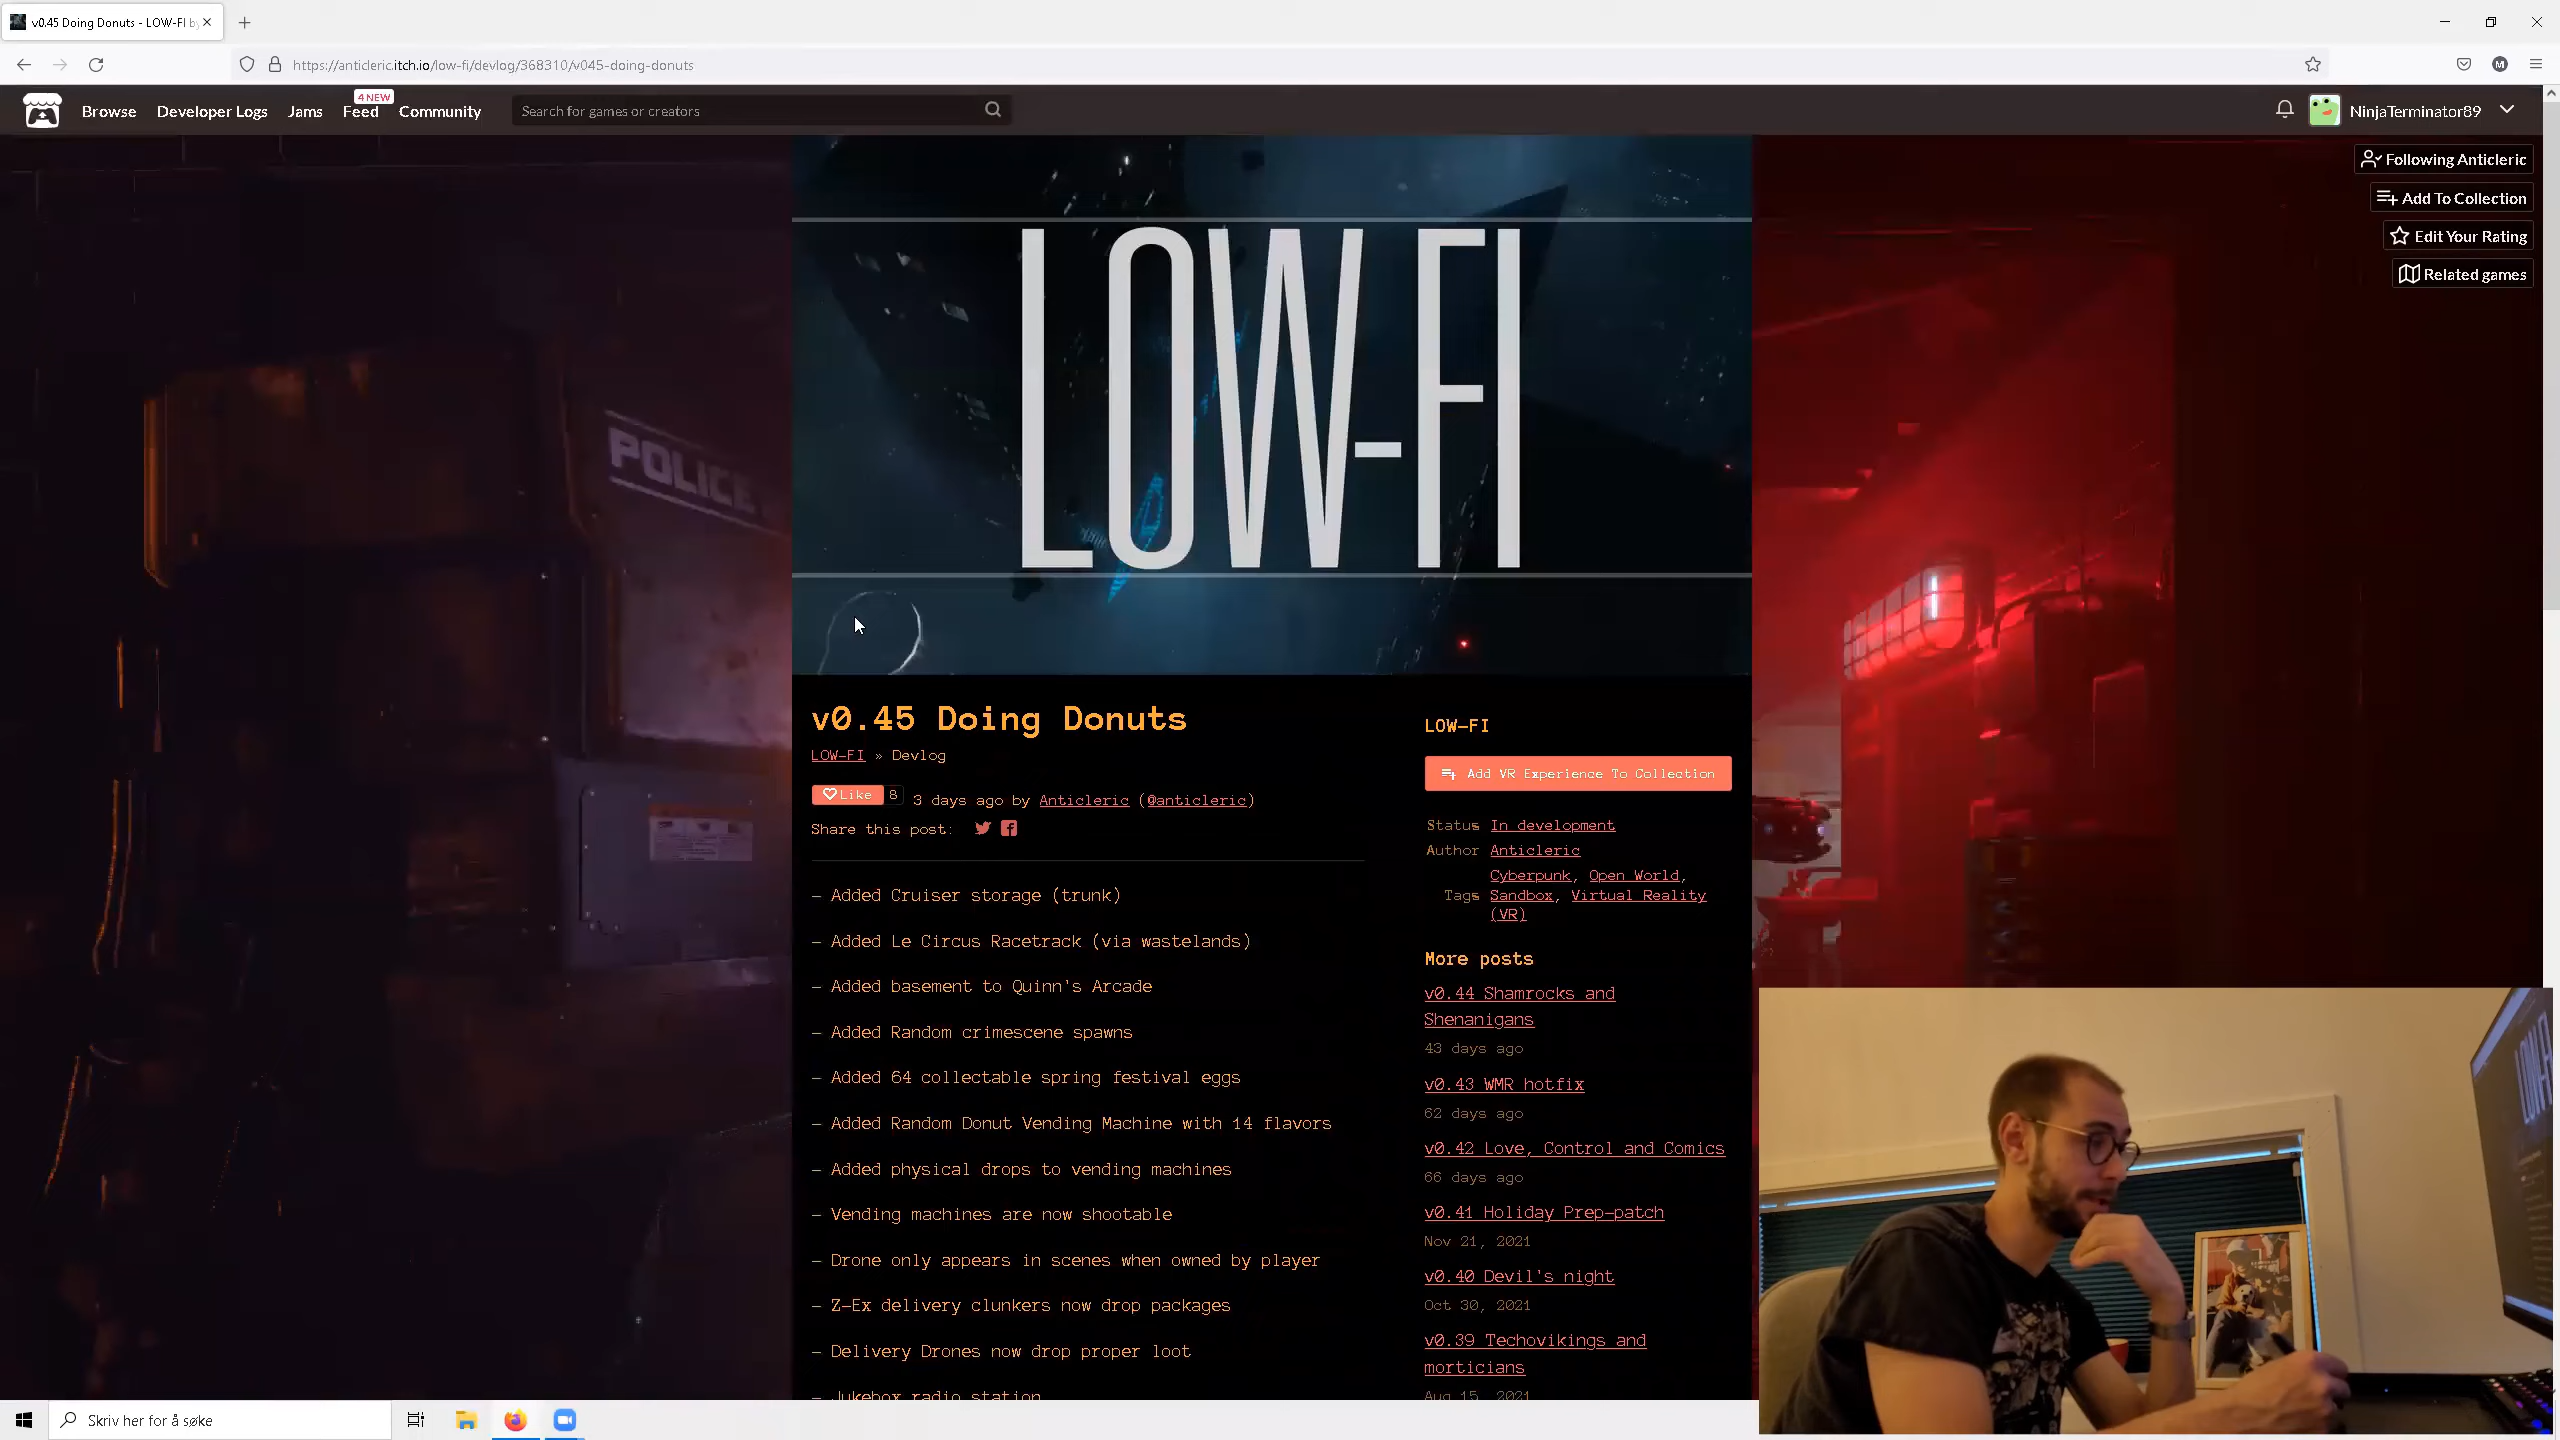 v0.45 Doing Donuts - LOW-FI by
https://anticleric.itch.io/low-fi/devlog/368310/v045-doing-donuts
M
Browse
Developer Logs
Jams
Feed
4 NEW
Community
Search for games or creators
NinjaTerminator89
Following Anticleric
Add To Collection
Edit Your Rating
Related games
POLICE
LOW-FI
v0.45 Doing Donuts
LOW-FI » Devlog
Like 8 3 days ago by Anticleric (@anticleric)
Share this post:
— Added Cruiser storage (trunk)
— Added Le Circus Racetrack (via wastelands)
— Added basement to Quinn's Arcade
— Added Random crimescene spawns
— Added 64 collectable spring festival eggs
— Added Random Donut Vending Machine with 14 flavors
— Added physical drops to vending machines
— Vending machines are now shootable
— Drone only appears in scenes when owned by player
— Z-Ex delivery clunkers now drop packages
— Delivery Drones now drop proper loot
— Jukebox radio station
LOW-FI
Add VR Experience To Collection
Status In development
Author Anticleric
Tags Cyberpunk, Open World,
Sandbox, Virtual Reality
(VR)
More posts
v0.44 Shamrocks and
Shenanigans
43 days ago
v0.43 WMR hotfix
62 days ago
v0.42 Love, Control and Comics
66 days ago
v0.41 Holiday Prep-patch
Nov 21, 2021
v0.40 Devil's night
Oct 30, 2021
v0.39 Techovikings and
morticians
Aug 15, 2021
Skriv her for å søke